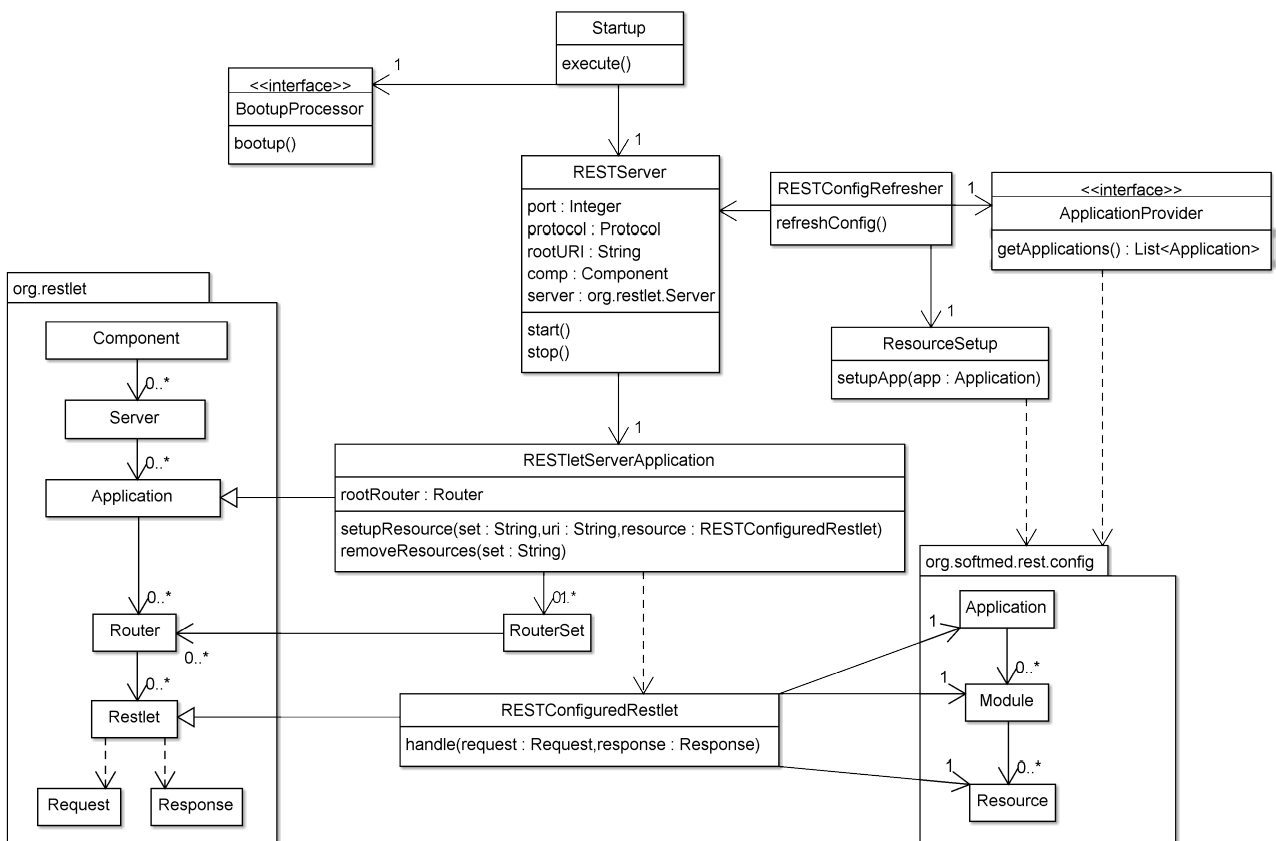 Startup
execute()
1
<<interface>>
BootupProcessor
bootup()
1
RESTServer
port : Integer
protocol : Protocol
rootURI : String
comp : Component
server : org.restlet.Server
start()
stop()
RESTConfigRefresher
refreshConfig()
1
<<interface>>
ApplicationProvider
getApplications() : List<Application>
1
ResourceSetup
setupApp(app : Application)
org.restlet
Component
0..*
Server
0..*
Application
0..*
Router
0..*
0..*
Restlet
Request
Response
1
RESTletServerApplication
rootRouter : Router
setupResource(set : String,uri : String,resource : RESTConfiguredRestlet)
removeResources(set : String)
01.*
RouterSet
RESTConfiguredRestlet
handle(request : Request,response : Response)
org.softmed.rest.config
1
Application
0..*
1
Module
0..*
1
Resource